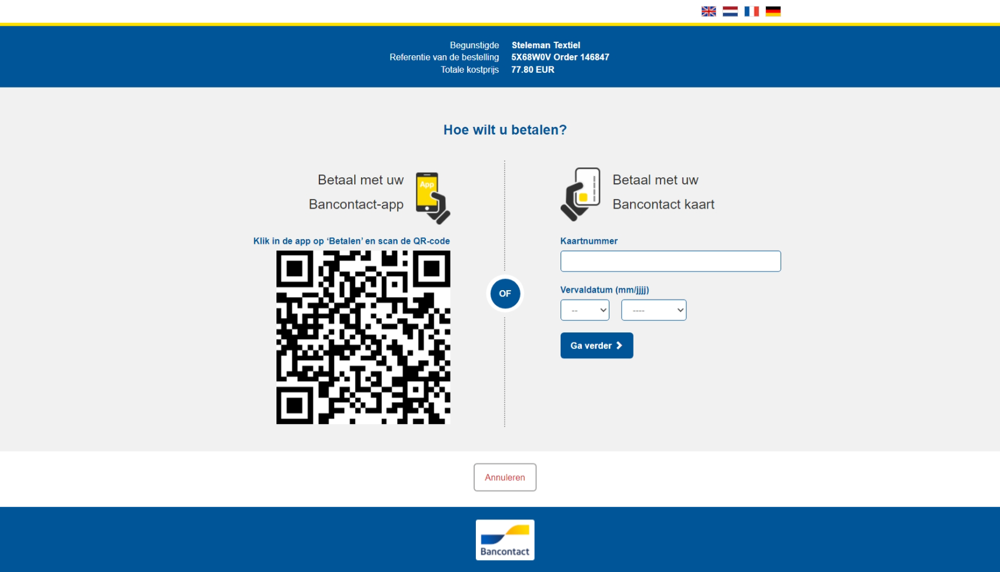 Begunstigde Steleman Textiel
Referentie van de bestelling 5X68W0V Order 146847
Totale kostprijs 77.80 EUR
Hoe wilt u betalen?
Betaal met uw
Bancontact-app
App
Klik in de app op ‘Betalen’ en scan de QR-code
OF
Betaal met uw
Bancontact kaart
Kaartnummer
Vervaldatum (mm/jjjj)
-- ----
Ga verder
Annuleren
Bancontact